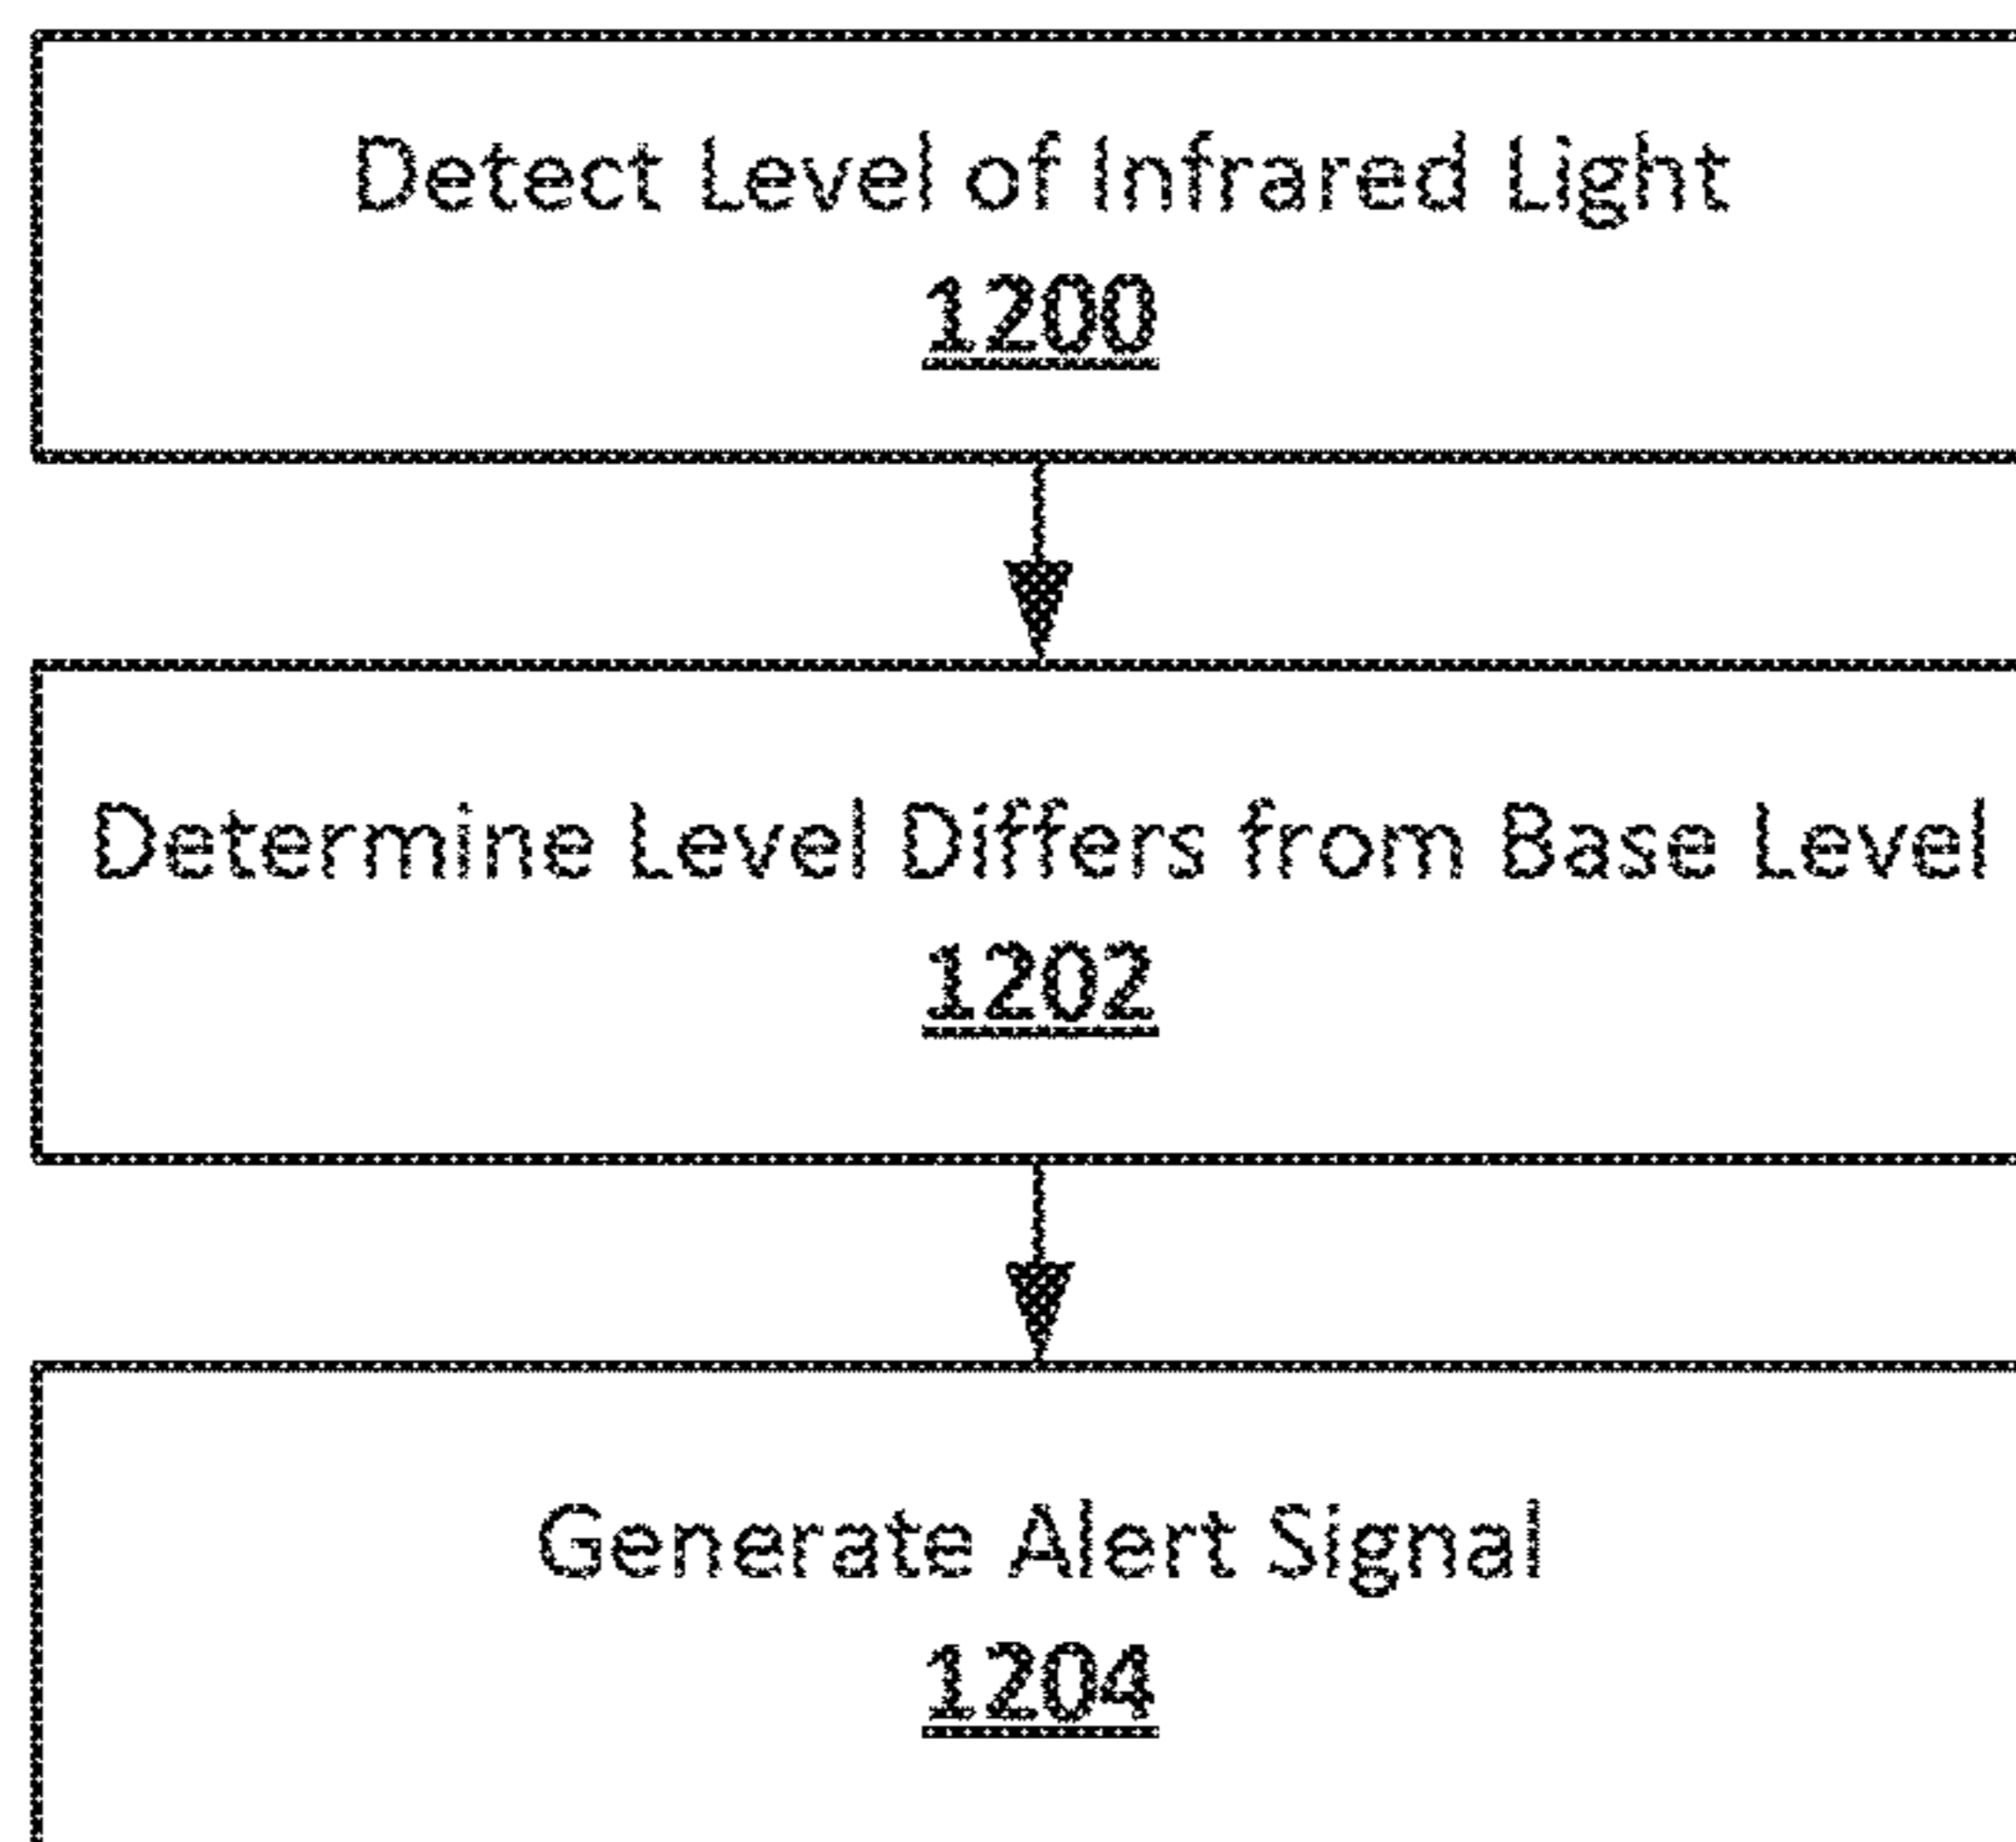 Detect Level of Infrared Light
1200
Determine Level Differs from Base Level
1202
Generate Alert Signal
1204